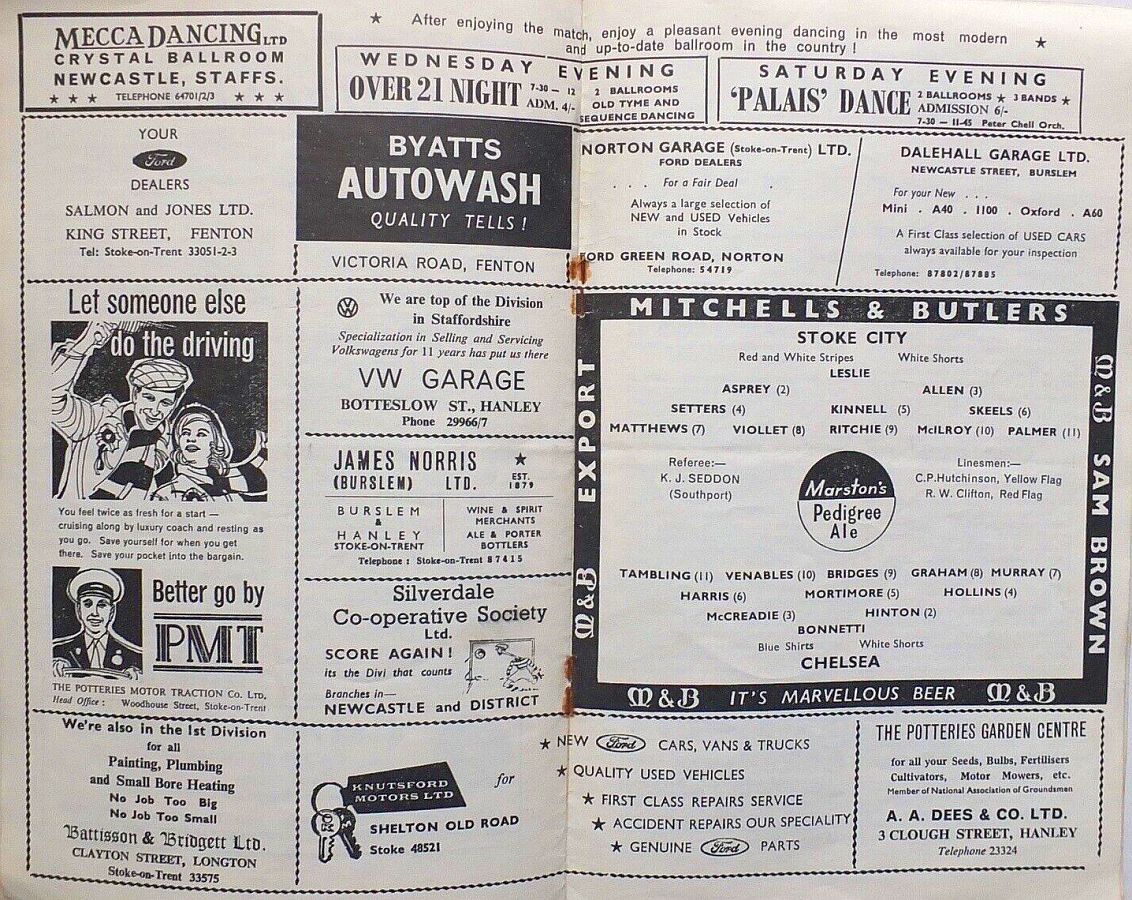 MECCA DANCING LTD
CRYSTAL BALLROOM
NEWCASTLE, STAFFS.
★ ★ ★ TELEPHONE 64701/2/3 ★ ★ ★
★ After enjoying the match, enjoy a pleasant evening dancing in the most modern ★
and up-to-date ballroom in the country !
WEDNESDAY EVENING
OVER 21 NIGHT
7-30 — 12
ADM. 4/-
2 BALLROOMS
OLD TYME AND
SEQUENCE DANCING
SATURDAY EVENING
'PALAIS' DANCE
2 BALLROOMS ★ 3 BANDS ★
ADMISSION 6/-
7-30 — 11-45 Peter Chell Orch.
YOUR
Ford
DEALERS
SALMON and JONES LTD.
KING STREET, FENTON
Tel: Stoke-on-Trent 33051-2-3
BYATTS
AUTOWASH
QUALITY TELLS !
VICTORIA ROAD, FENTON
NORTON GARAGE (Stoke-on-Trent) LTD.
FORD DEALERS
. . . For a Fair Deal .
Always a large selection of
NEW and USED Vehicles
in Stock
FORD GREEN ROAD, NORTON
Telephone: 54719
DALEHALL GARAGE LTD.
NEWCASTLE STREET, BURSLEM
For your New . . .
Mini . A40 . 1100 . Oxford . A60
A First Class selection of USED CARS
always available for your inspection
Telephone: 87802/87885
Let someone else
do the driving
You feel twice as fresh for a start —
cruising along by luxury coach and resting as
you go. Save yourself for when you get
there. Save your pocket into the bargain.
Better go by
PMT
THE POTTERIES MOTOR TRACTION Co. LTD.
Head Office : Woodhouse Street, Stoke-on-Trent
VW
We are top of the Division
in Staffordshire
Specialization in Selling and Servicing
Volkswagens for 11 years has put us there
VW GARAGE
BOTTESLOW ST., HANLEY
Phone 29966/7
JAMES NORRIS ★
(BURSLEM) LTD.
EST.
1879
BURSLEM
&
HANLEY
STOKE-ON-TRENT
WINE & SPIRIT
MERCHANTS
ALE & PORTER
BOTTLERS
Telephone : Stoke-on-Trent 87415
Silverdale
Co-operative Society
Ltd.
SCORE AGAIN !
its the Divi that counts
Branches in—
NEWCASTLE and DISTRICT
MITCHELLS & BUTLERS
M&B EXPORT
M&B SAM BROWN
STOKE CITY
Red and White Stripes White Shorts
LESLIE
ASPREY (2) ALLEN (3)
SETTERS (4) KINNELL (5) SKEELS (6)
MATTHEWS (7) VIOLLET (8) RITCHIE (9) McILROY (10) PALMER (11)
Referee:—
K. J. SEDDON
(Southport)
Marston's
Pedigree
Ale
Linesmen:—
C.P.Hutchinson, Yellow Flag
R. W. Clifton, Red Flag
TAMBLING (11) VENABLES (10) BRIDGES (9) GRAHAM (8) MURRAY (7)
HARRIS (6) MORTIMORE (5) HOLLINS (4)
McCREADIE (3) HINTON (2)
BONNETTI
Blue Shirts White Shorts
CHELSEA
M&B IT'S MARVELLOUS BEER M&B
We're also in the 1st Division
for all
Painting, Plumbing
and Small Bore Heating
No Job Too Big
No Job Too Small
Battisson & Bridgett Ltd.
CLAYTON STREET, LONGTON
Stoke-on-Trent 33575
KNUTSFORD
MOTORS LTD
for
SHELTON OLD ROAD
Stoke 48521
★ NEW Ford CARS, VANS & TRUCKS
★ QUALITY USED VEHICLES
★ FIRST CLASS REPAIRS SERVICE
★ ACCIDENT REPAIRS OUR SPECIALITY
★ GENUINE Ford PARTS
THE POTTERIES GARDEN CENTRE
for all your Seeds, Bulbs, Fertilisers
Cultivators, Motor Mowers, etc.
Member of National Association of Groundsmen
A. A. DEES & CO. LTD.
3 CLOUGH STREET, HANLEY
Telephone 23324